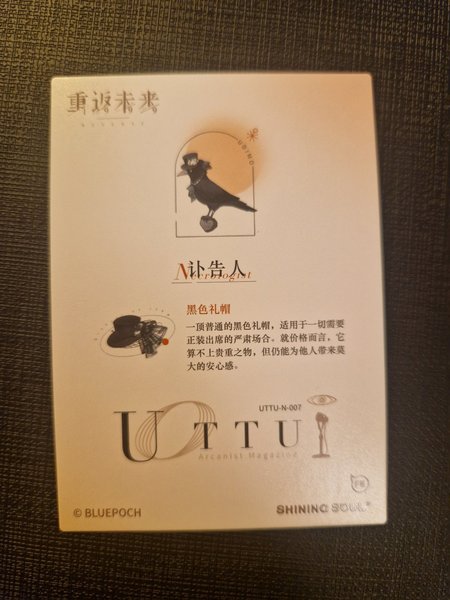 重返未来
UDIMO
讣告人
Necrologist
黑色礼帽
一顶普通的黑色礼帽，适用于一切需要
正装出席的严肃场合。就价格而言，它
算不上贵重之物，但仍能为他人带来莫
大的安心感。
UTTU-N-007
UTTU
Arcanist Magazine
© BLUEPOCH
SHINING SOUL